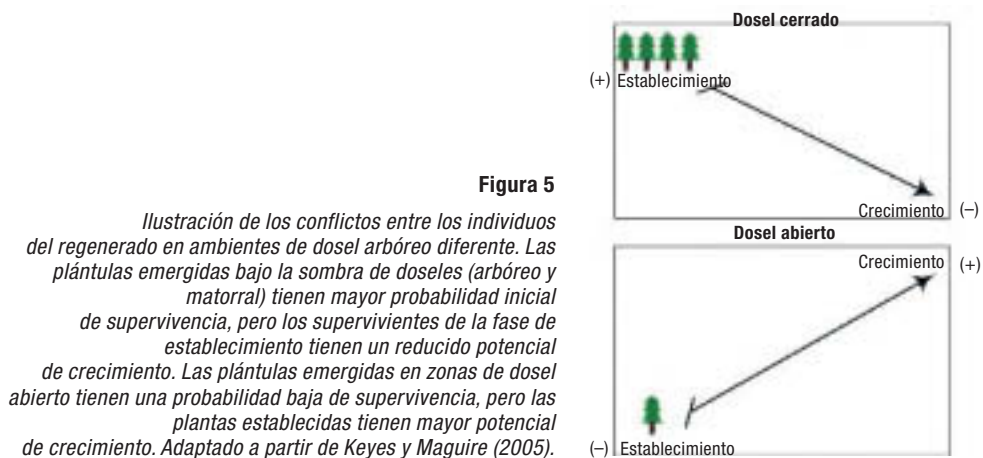 Figura 5
Ilustración de los conflictos entre los individuos
del regenerado en ambientes de dosel arbóreo diferente. Las
plántulas emergidas bajo la sombra de doseles (arbóreo y
matorral) tienen mayor probabilidad inicial
de supervivencia, pero los supervivientes de la fase de
establecimiento tienen un reducido potencial
de crecimiento. Las plántulas emergidas en zonas de dosel
abierto tienen una probabilidad baja de supervivencia, pero las
plantas establecidas tienen mayor potencial
de crecimiento. Adaptado a partir de Keyes y Maguire (2005).
Dosel cerrado
(+) Establecimiento
Crecimiento (–)
Dosel abierto
Crecimiento (+)
(–) Establecimiento